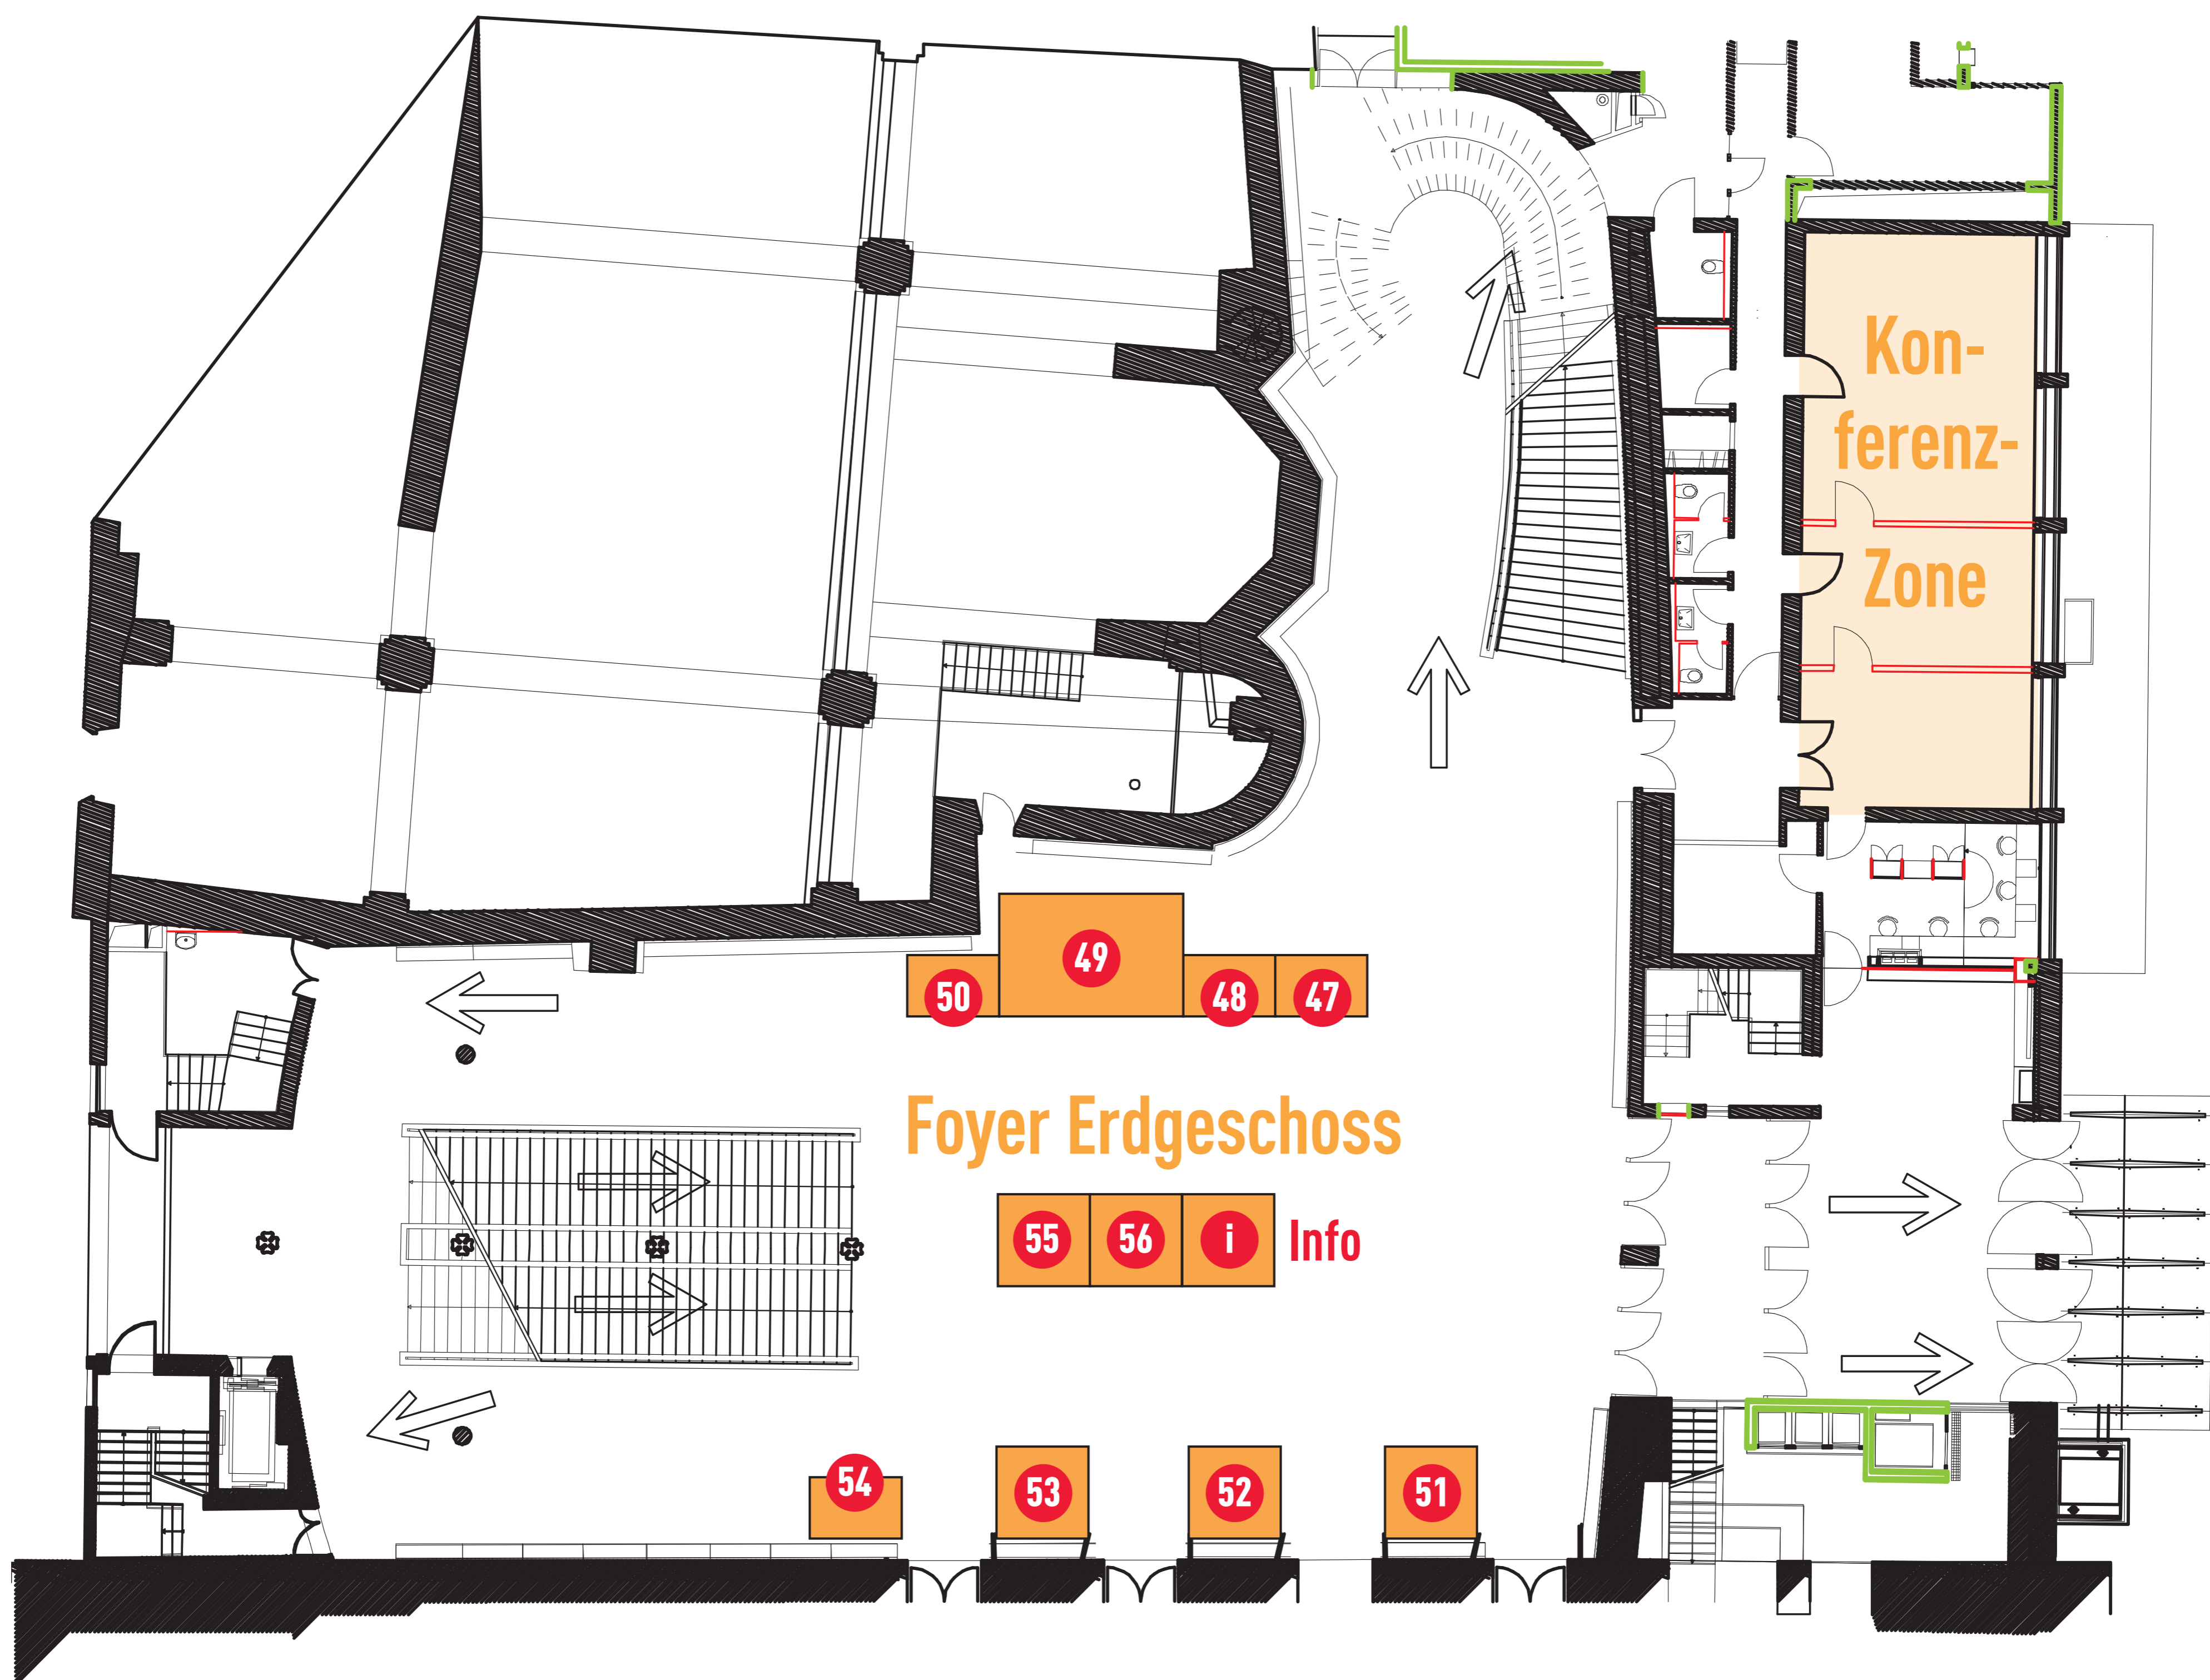 Kon-
ferenz-
Zone
49
50
48
47
Foyer Erdgeschoss
55
56
i
Info
54
53
52
51